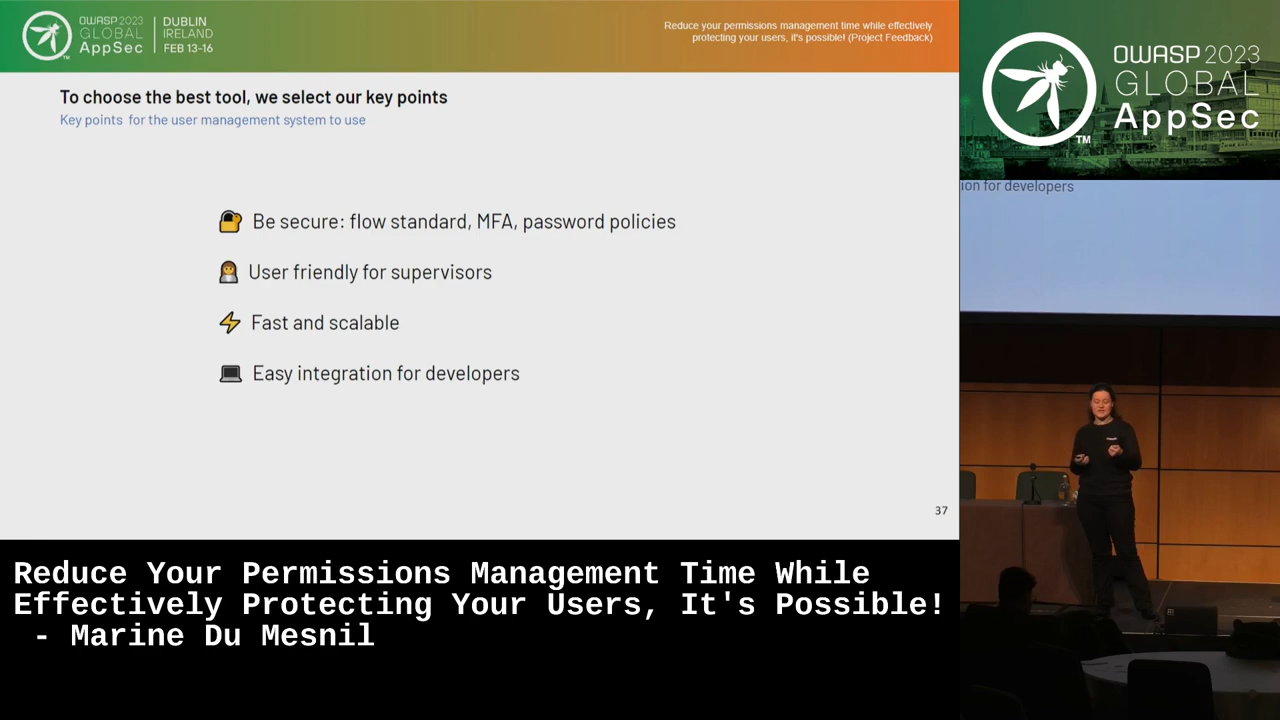 OWASP 2023
GLOBAL
AppSec
TM
DUBLIN
IRELAND
FEB 13-16
Reduce your permissions management time while effectively
protecting your users, it's possible! (Project Feedback)
To choose the best tool, we select our key points
Key points for the user management system to use
Be secure: flow standard, MFA, password policies
User friendly for supervisors
Fast and scalable
Easy integration for developers
37
OWASP 2023
GLOBAL
AppSec
TM
ion for developers
Reduce Your Permissions Management Time While
Effectively Protecting Your Users, It's Possible!
- Marine Du Mesnil